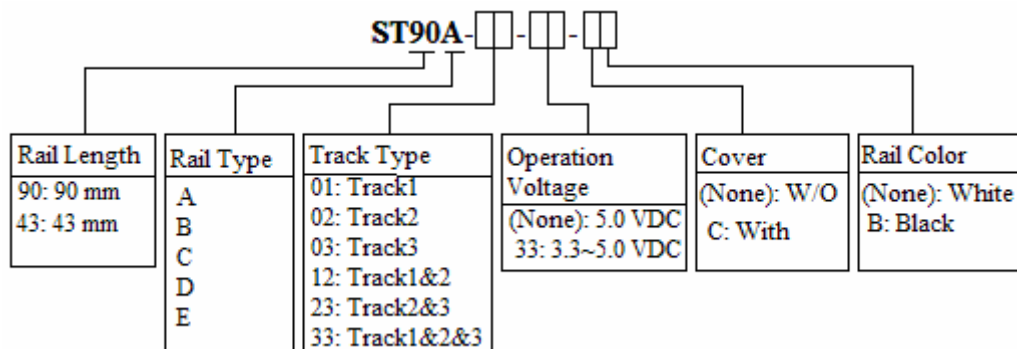 ST90A-
-
-
Rail Length
90: 90 mm
43: 43 mm
Rail Type
A
B
C
D
E
Track Type
01: Track1
02: Track2
03: Track3
12: Track1&2
23: Track2&3
33: Track1&2&3
Operation
Voltage
(None): 5.0 VDC
33: 3.3~5.0 VDC
Cover
(None): W/O
C: With
Rail Color
(None): White
B: Black